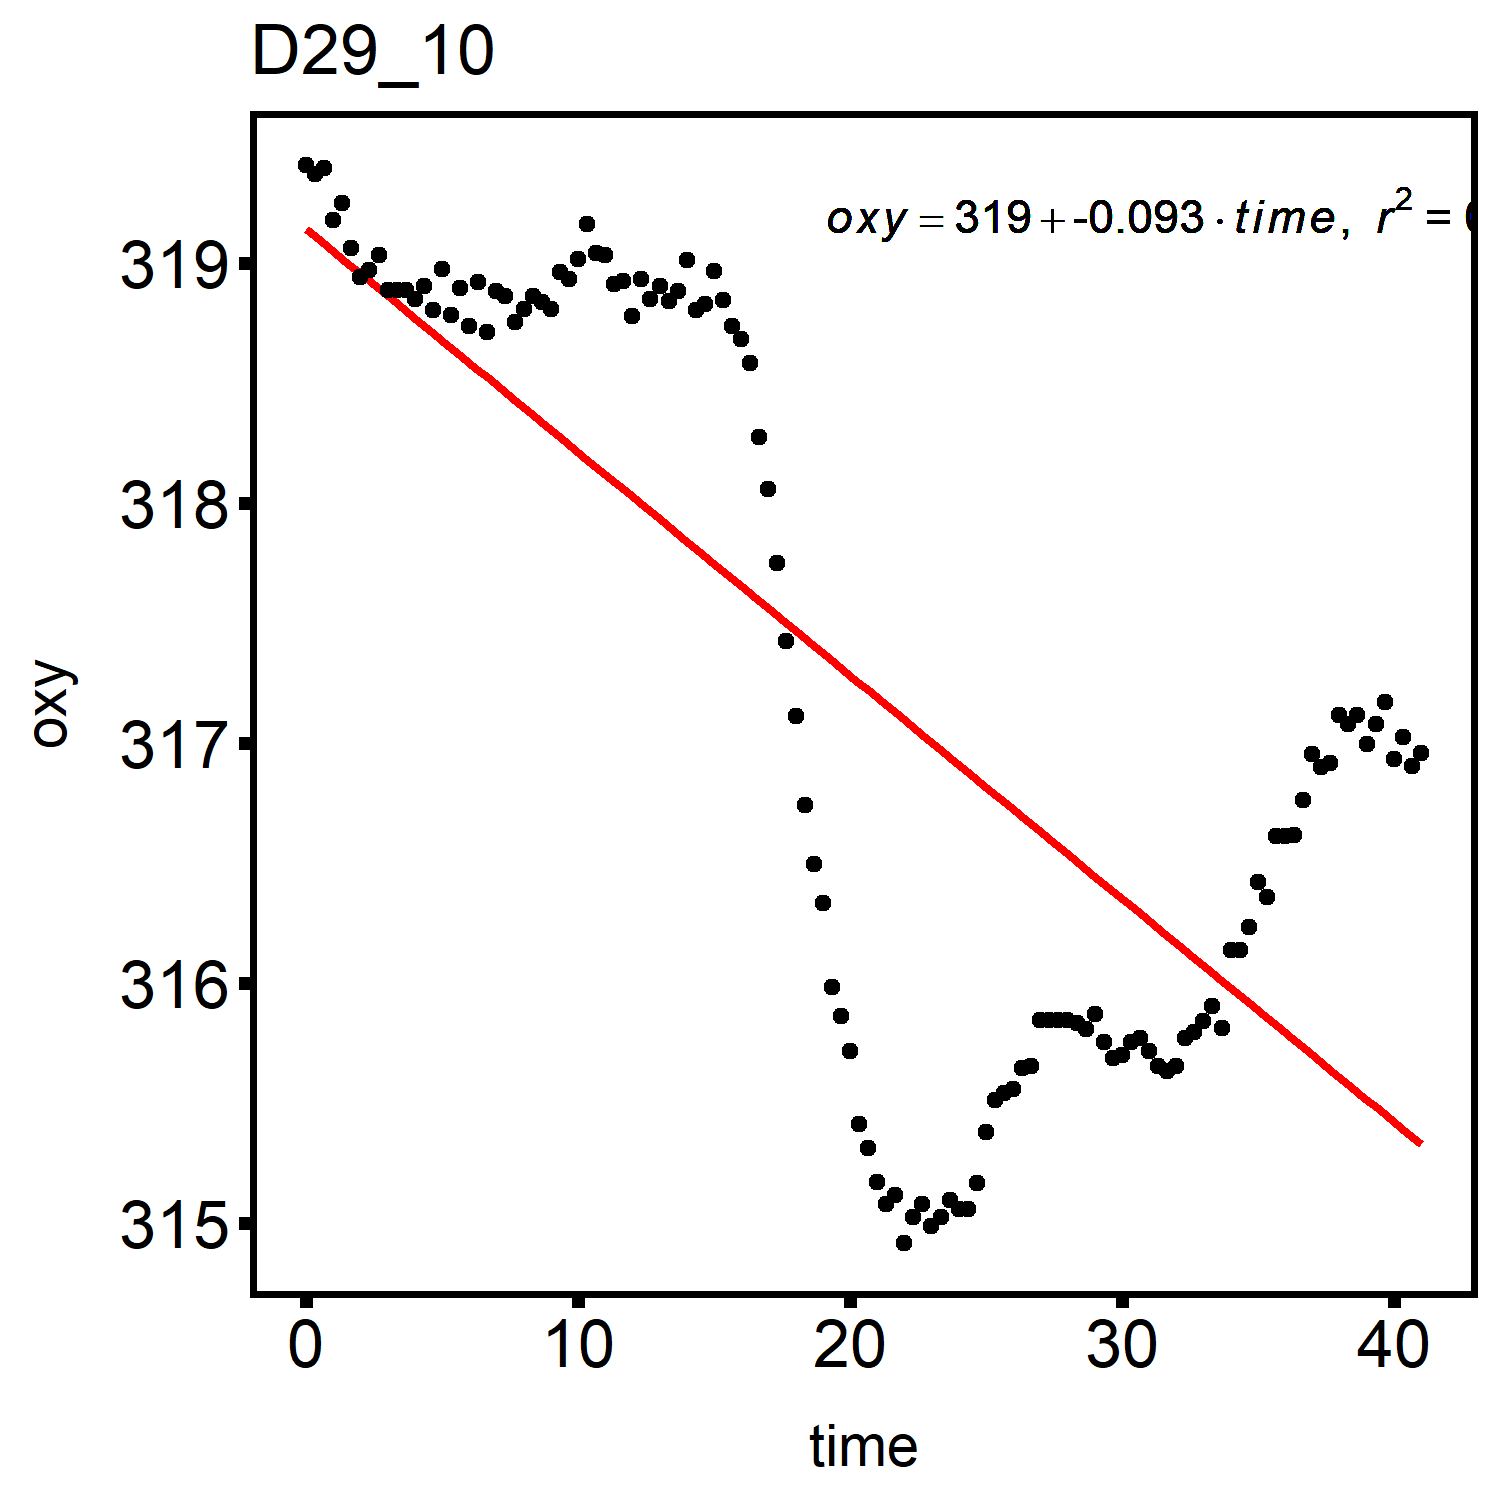 D29_10
oxy = 319 + -0.093 · time, r² =
319
318
317
316
315
oxy
0 10 20 30 40
time